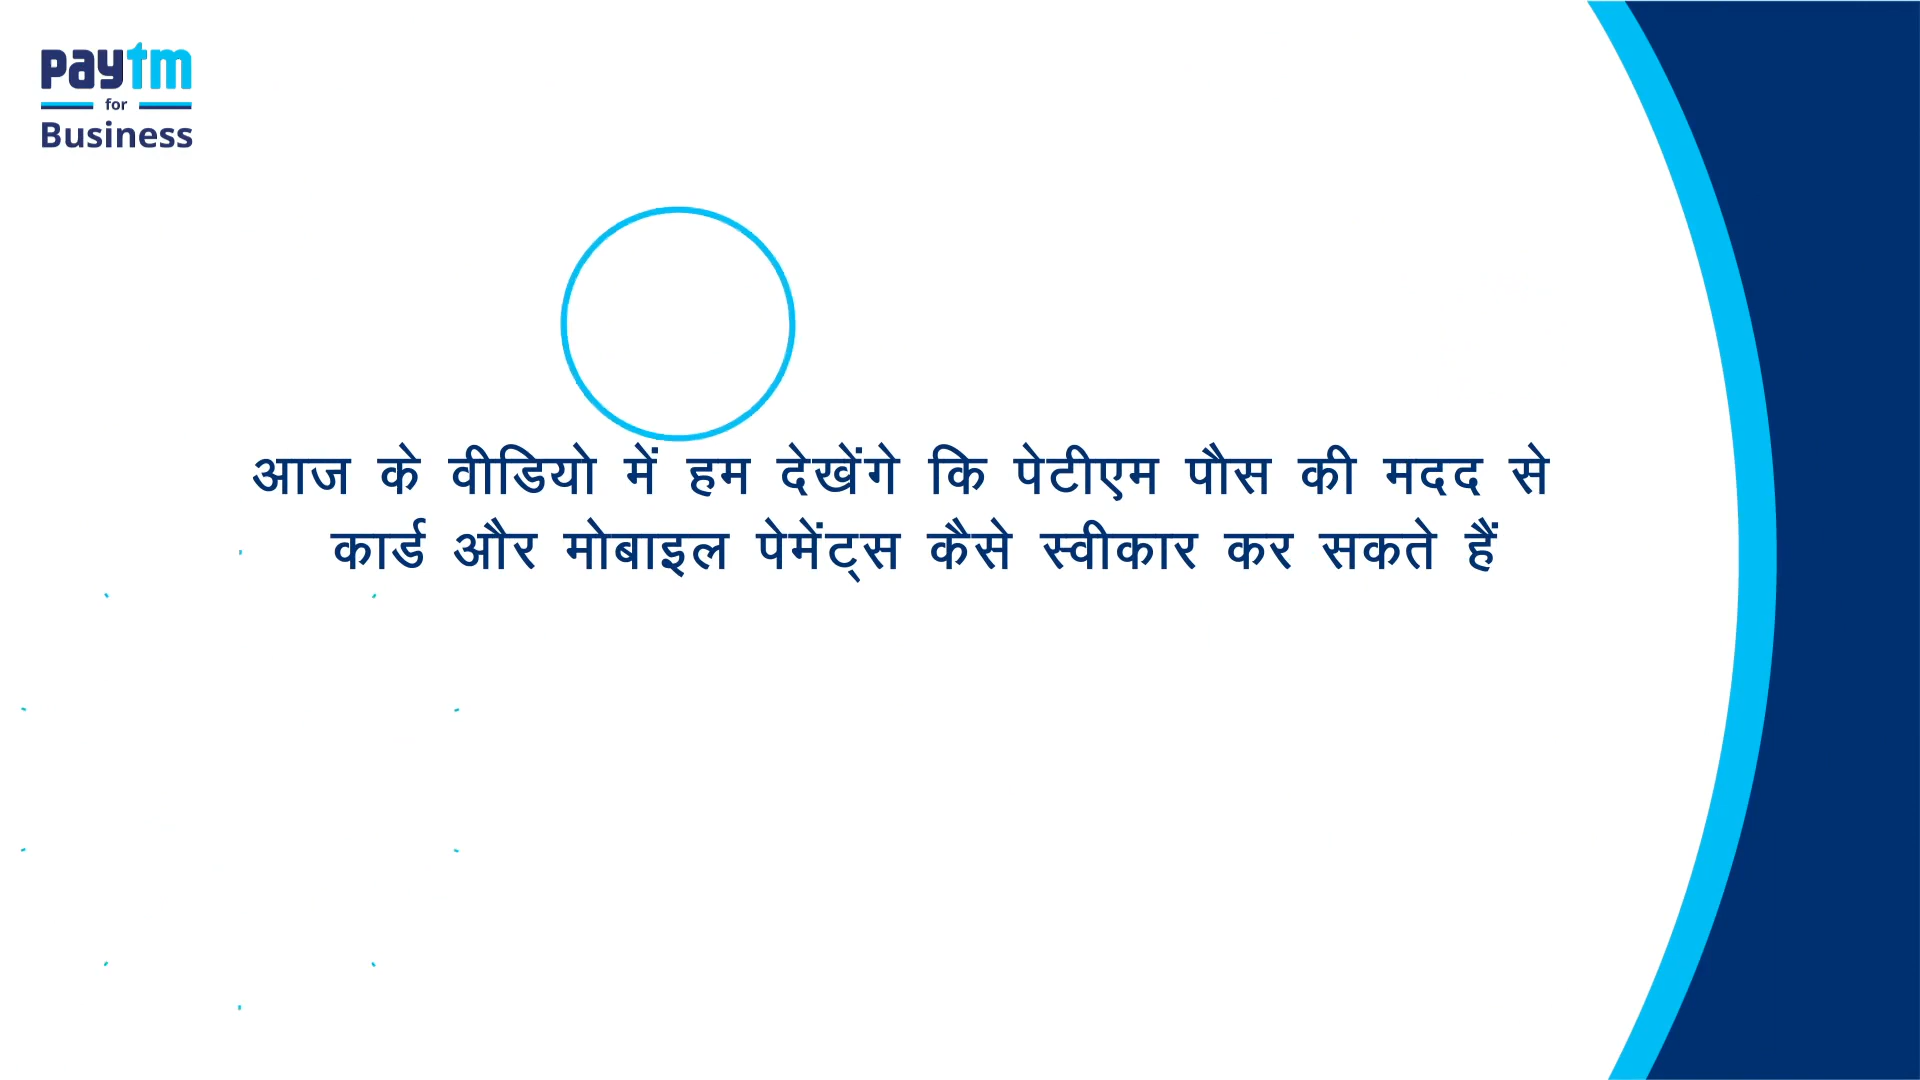 paytm
for
Business
आज के वीडियो में हम देखेंगे कि पेटीएम पौस की मदद से
कार्ड और मोबाइल पेमेंट्स कैसे स्वीकार कर सकते हैं